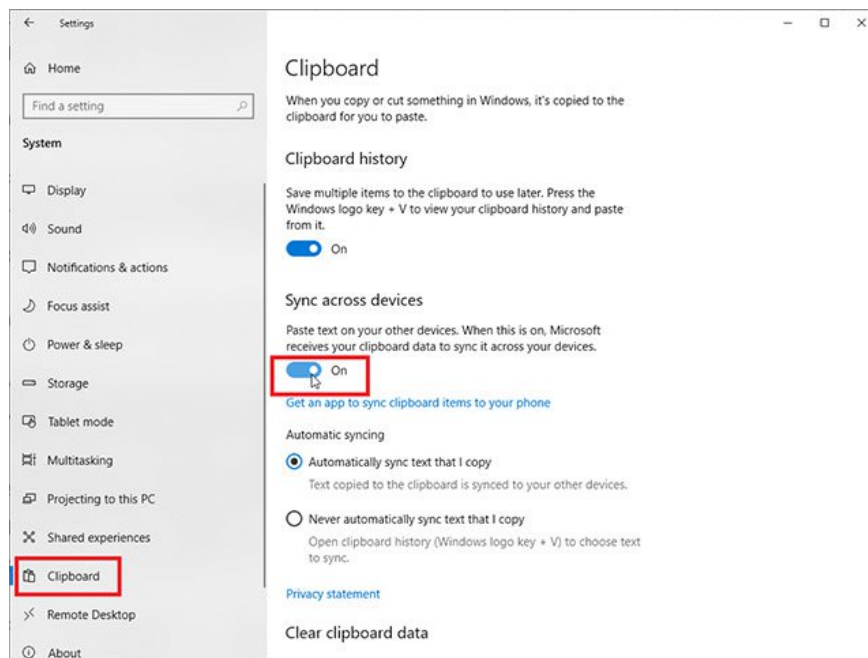 Settings
Home
Find a setting
System
Display
Sound
Notifications & actions
Focus assist
Power & sleep
Storage
Tablet mode
Multitasking
Projecting to this PC
Shared experiences
Clipboard
Remote Desktop
About
Clipboard
When you copy or cut something in Windows, it's copied to the
clipboard for you to paste.
Clipboard history
Save multiple items to the clipboard to use later. Press the
Windows logo key + V to view your clipboard history and paste
from it.
On
Sync across devices
Paste text on your other devices. When this is on, Microsoft
receives your clipboard data to sync it across your devices.
On
Get an app to sync clipboard items to your phone
Automatic syncing
Automatically sync text that I copy
Text copied to the clipboard is synced to your other devices.
Never automatically sync text that I copy
Open clipboard history (Windows logo key + V) to choose text
to sync.
Privacy statement
Clear clipboard data